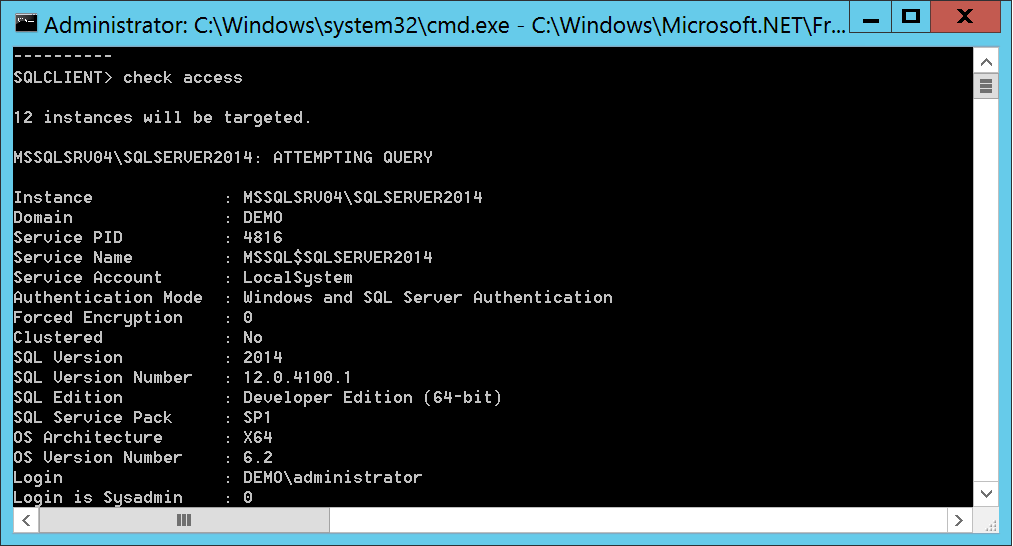 Administrator: C:\Windows\system32\cmd.exe - C:\Windows\Microsoft.NET\Fr...
----------
SQLCLIENT> check access
12 instances will be targeted.
MSSQLSRV04\SQLSERVER2014: ATTEMPTING QUERY
Instance : MSSQLSRV04\SQLSERVER2014
Domain : DEMO
Service PID : 4816
Service Name : MSSQL$SQLSERVER2014
Service Account : LocalSystem
Authentication Mode : Windows and SQL Server Authentication
Forced Encryption : 0
Clustered : No
SQL Version : 2014
SQL Version Number : 12.0.4100.1
SQL Edition : Developer Edition (64-bit)
SQL Service Pack : SP1
OS Architecture : X64
OS Version Number : 6.2
Login : DEMO\administrator
Login is Sysadmin : 0